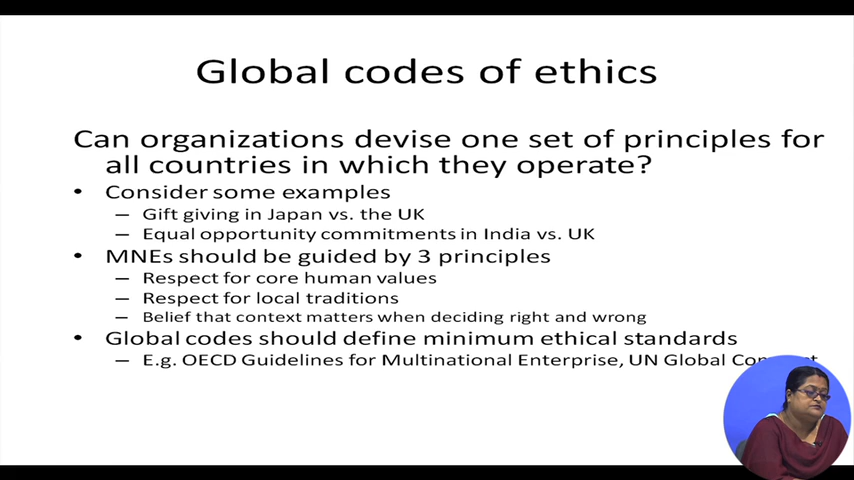 Global codes of ethics
Can organizations devise one set of principles for
all countries in which they operate?
• Consider some examples
– Gift giving in Japan vs. the UK
– Equal opportunity commitments in India vs. UK
• MNEs should be guided by 3 principles
– Respect for core human values
– Respect for local traditions
– Belief that context matters when deciding right and wrong
• Global codes should define minimum ethical standards
– E.g. OECD Guidelines for Multinational Enterprise, UN Global